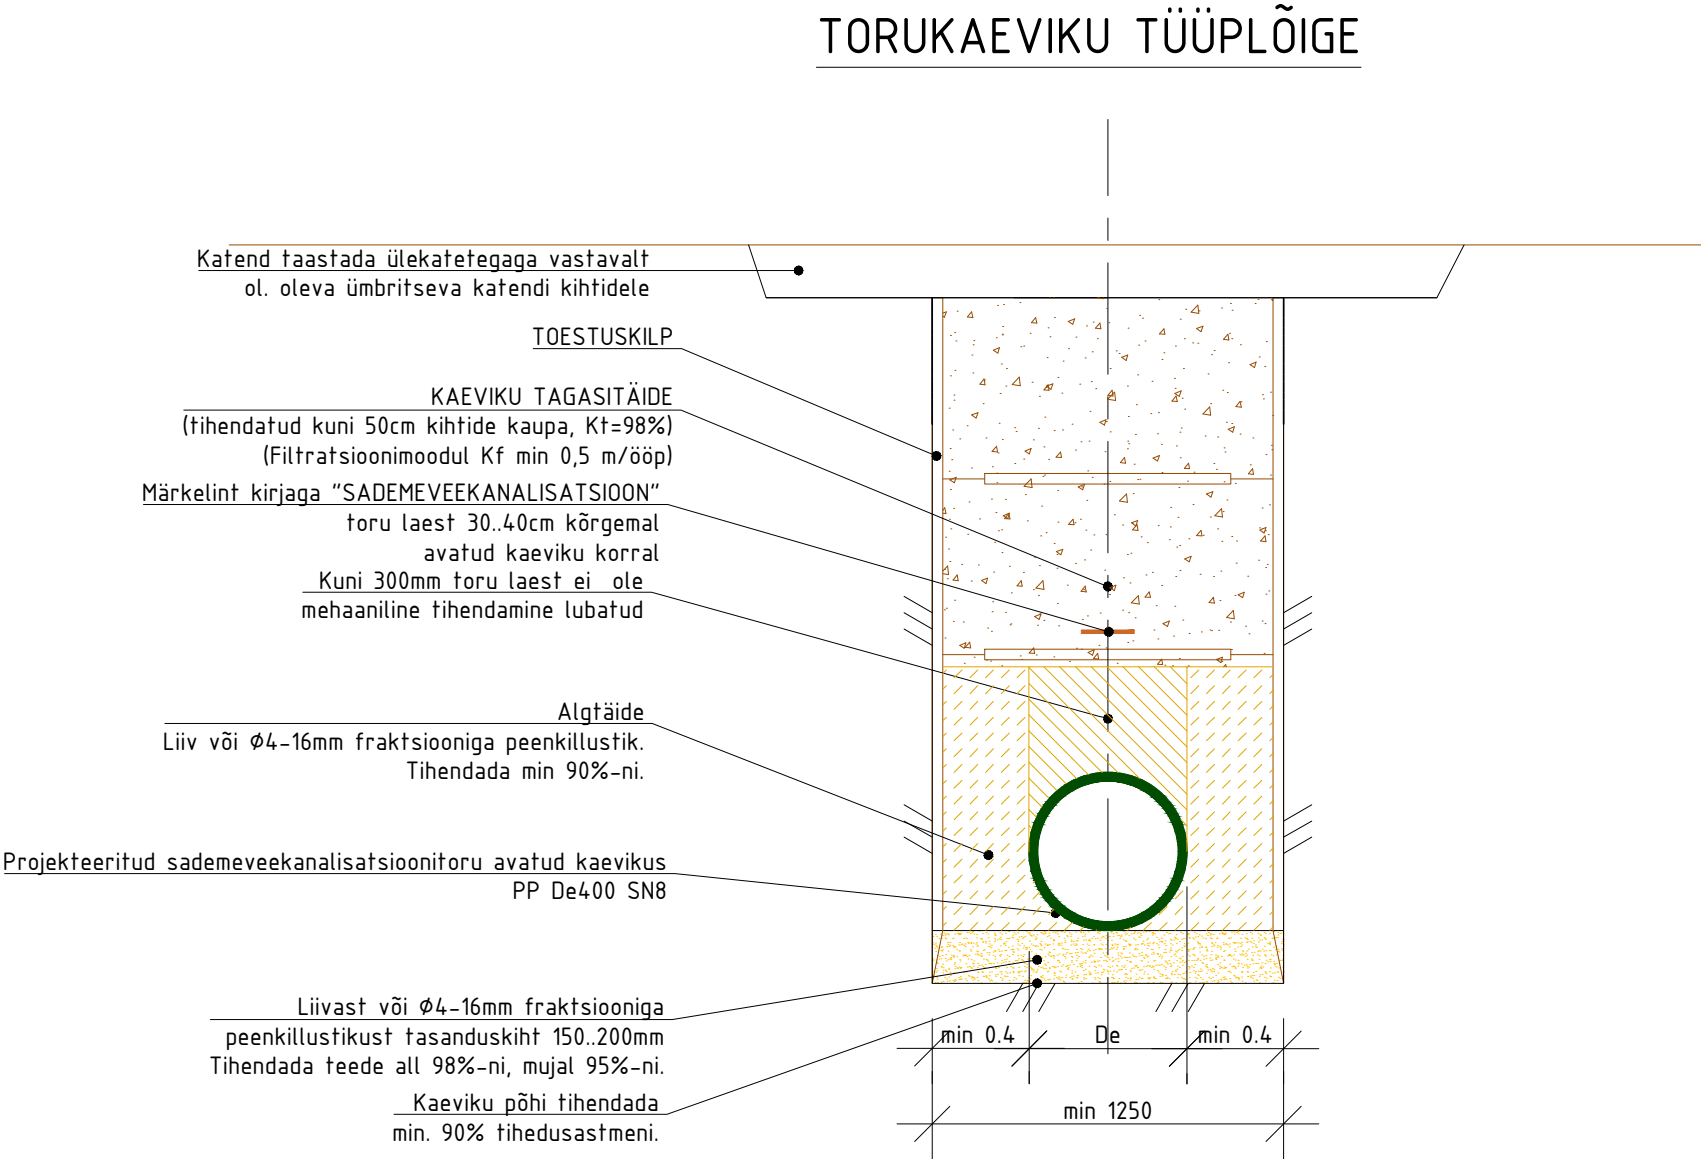 TORUKAEVIKU TÜÜPLÕIGE
Katend taastada ülekatetegaga vastavalt
ol. oleva ümbritseva katendi kihtidele
TOESTUSKILP
KAEVIKU TAGASITÄIDE
(tihendatud kuni 50cm kihtide kaupa, Kt=98%)
(Filtratsioonimoodul Kf min 0,5 m/ööp)
Märkelint kirjaga "SADEMEVEEKANALISATSIOON"
toru laest 30..40cm kõrgemal
avatud kaeviku korral
Kuni 300mm toru laest ei ole
mehaaniline tihendamine lubatud
Algtäide
Liiv või Ø4-16mm fraktsiooniga peenkillustik.
Tihendada min 90%-ni.
Projekteeritud sademeveekanalisatsioonitoru avatud kaevikus
PP De400 SN8
Liivast või Ø4-16mm fraktsiooniga
peenkillustikust tasanduskiht 150..200mm
Tihendada teede all 98%-ni, mujal 95%-ni.
Kaeviku põhi tihendada
min. 90% tihedusastmeni.
min 0.4 De min 0.4
min 1250